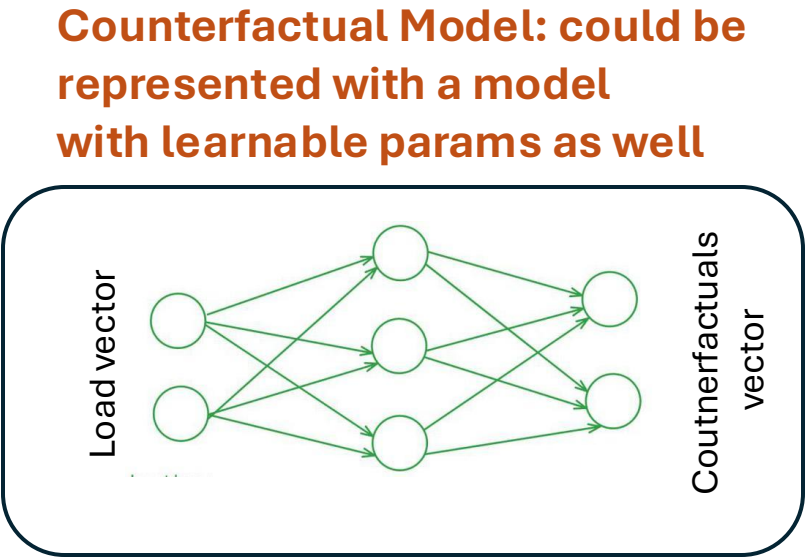 Counterfactual Model: could be
represented with a model
with learnable params as well
Load vector
Coutnerfactuals
vector